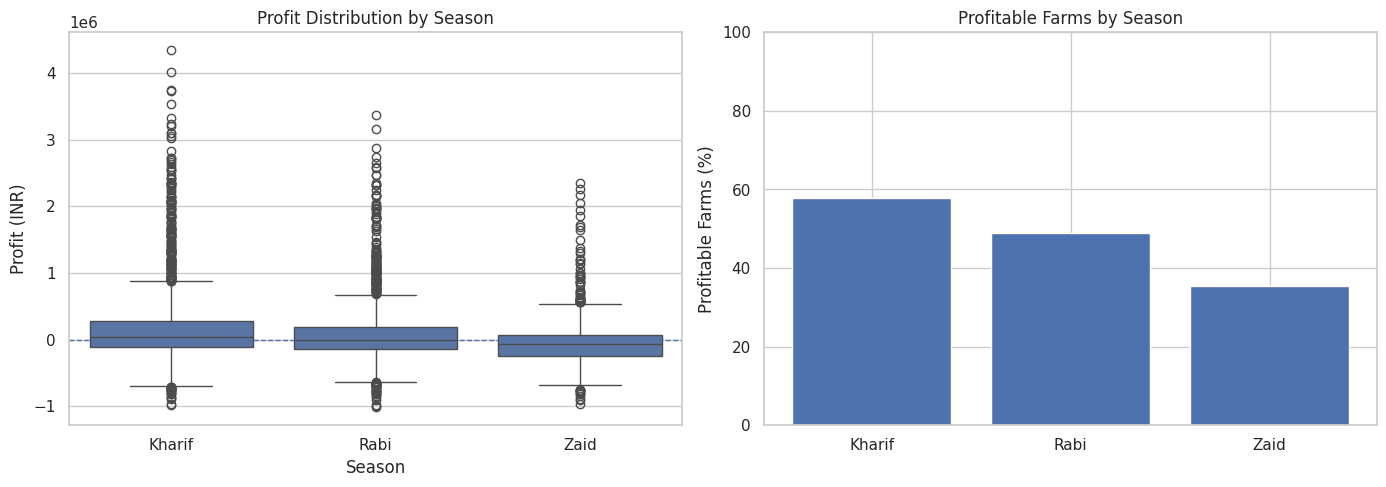 Profit Distribution by Season
1e6
4
3
2
1
0
−1
Profit (INR)
Kharif
Rabi
Zaid
Season
Profitable Farms by Season
100
80
60
40
20
0
Profitable Farms (%)
Kharif
Rabi
Zaid